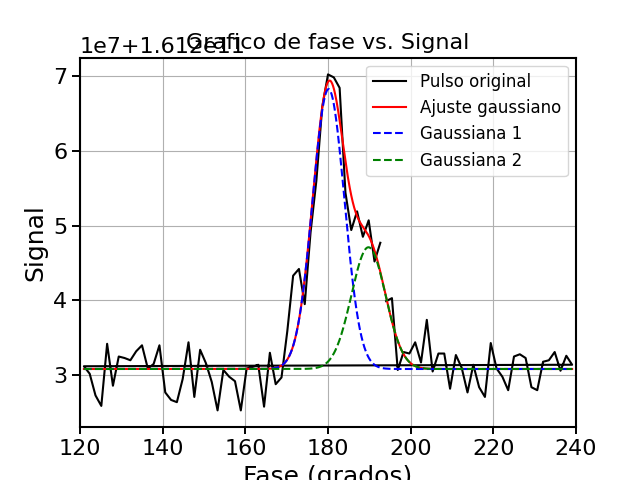 1e7+1.612e11
Grafico de fase vs. Signal
Pulso original
Ajuste gaussiano
Gaussiana 1
Gaussiana 2
7
6
5
4
3
Signal
120 140 160 180 200 220 240
Fase (grados)